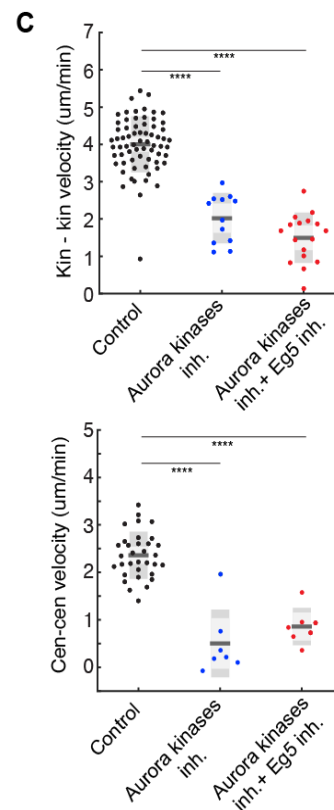 C
Kin - kin velocity (um/min)
7
6
5
4
3
2
1
0
****
****
Control
Aurora kinases
inh.
Aurora kinases
inh.+ Eg5 inh.
Cen-cen velocity (um/min)
5
4
3
2
1
0
****
****
Control
Aurora kinases
inh.
Aurora kinases
inh.+ Eg5 inh.